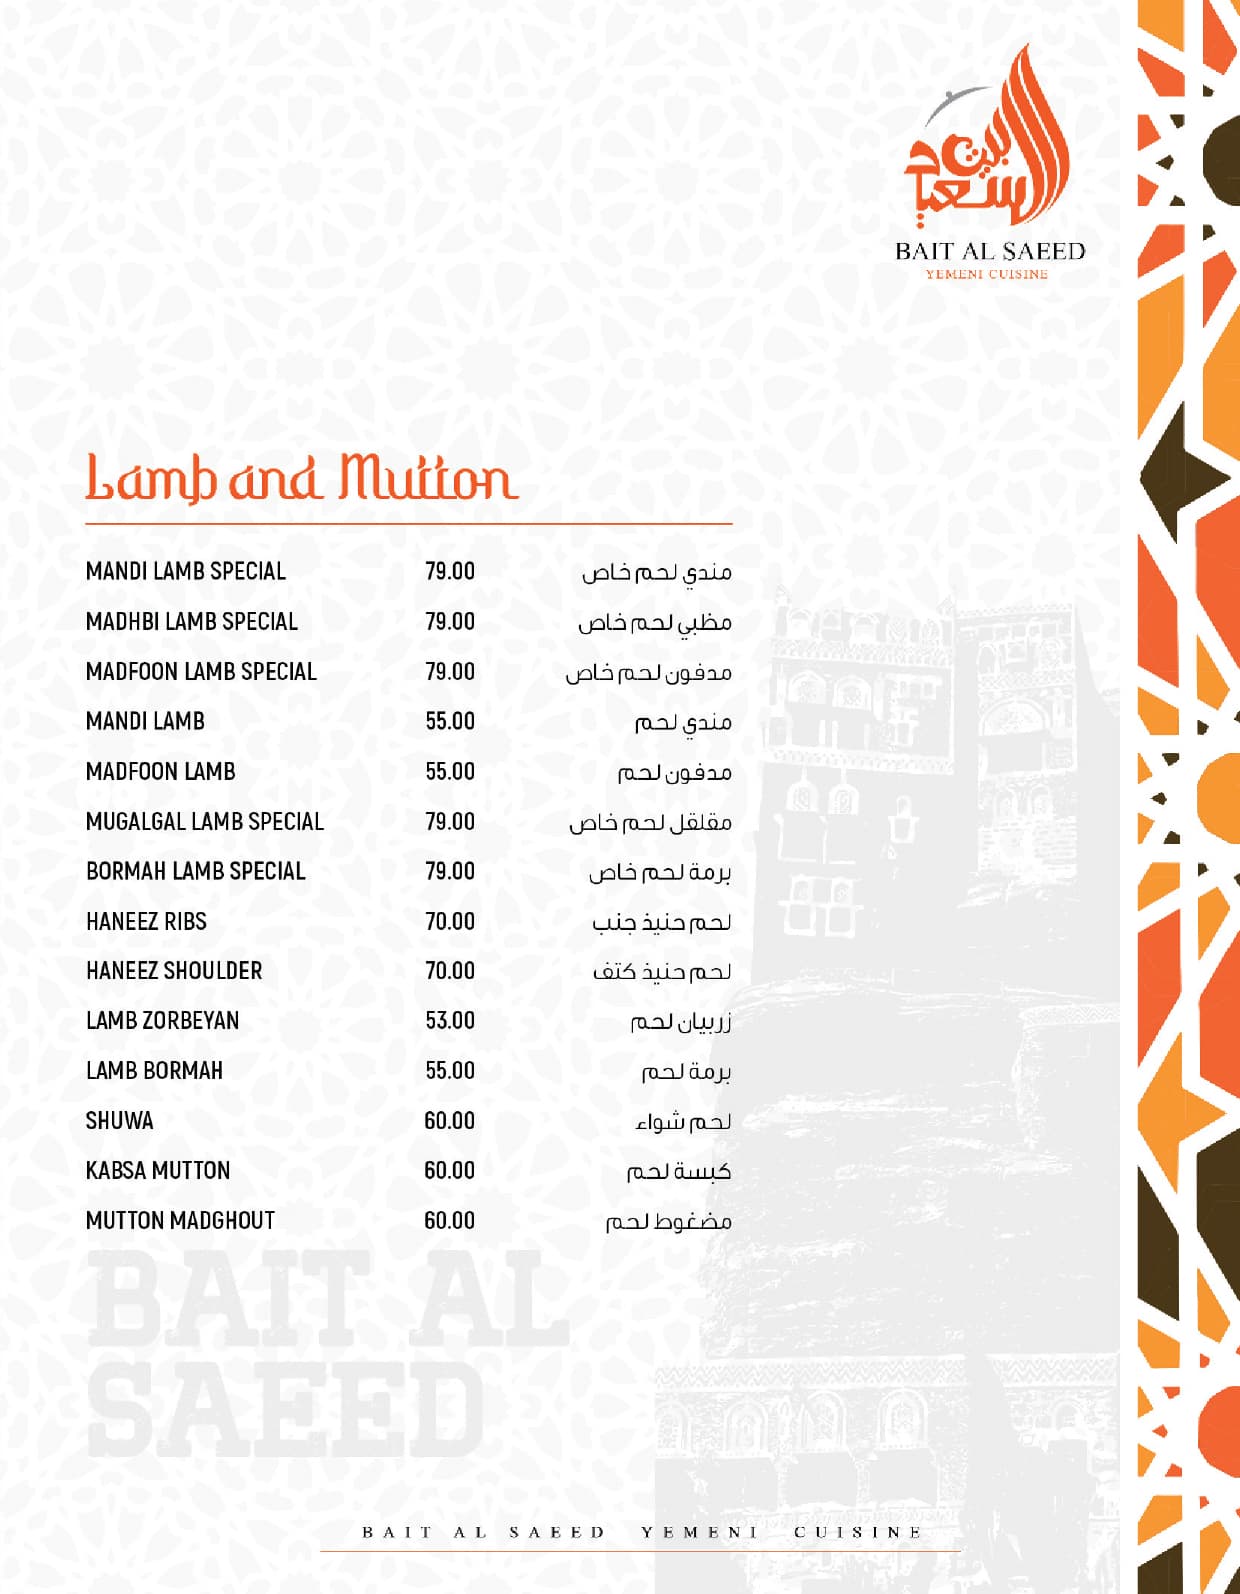 البيت السعيد
BAIT AL SAEED
YEMENI CUISINE
Lamb and Mutton
MANDI LAMB SPECIAL 79.00 مندي لحم خاص
MADHBI LAMB SPECIAL 79.00 مظبي لحم خاص
MADFOON LAMB SPECIAL 79.00 مدفون لحم خاص
MANDI LAMB 55.00 مندي لحم
MADFOON LAMB 55.00 مدفون لحم
MUGALGAL LAMB SPECIAL 79.00 مقلقل لحم خاص
BORMAH LAMB SPECIAL 79.00 برمة لحم خاص
HANEEZ RIBS 70.00 لحم حنيذ جنب
HANEEZ SHOULDER 70.00 لحم حنيذ كتف
LAMB ZORBEYAN 53.00 زربيان لحم
LAMB BORMAH 55.00 برمة لحم
SHUWA 60.00 لحم شواء
KABSA MUTTON 60.00 كبسة لحم
MUTTON MADGHOUT 60.00 مضغوط لحم
BAIT AL
SAEED
BAIT AL SAEED YEMENI CUISINE